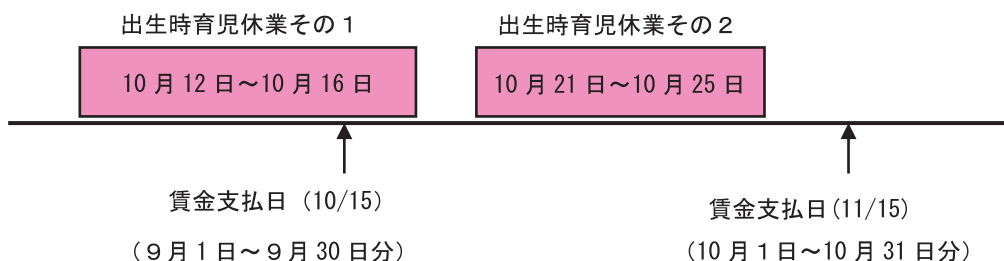 出生時育児休業その１
出生時育児休業その２
10 月 12 日～10 月 16 日
10 月 21 日～10 月 25 日
賃金支払日 (10/15)
賃金支払日(11/15)
（９月１日～９月 30 日分）
(10 月１日～10 月 31 日分）